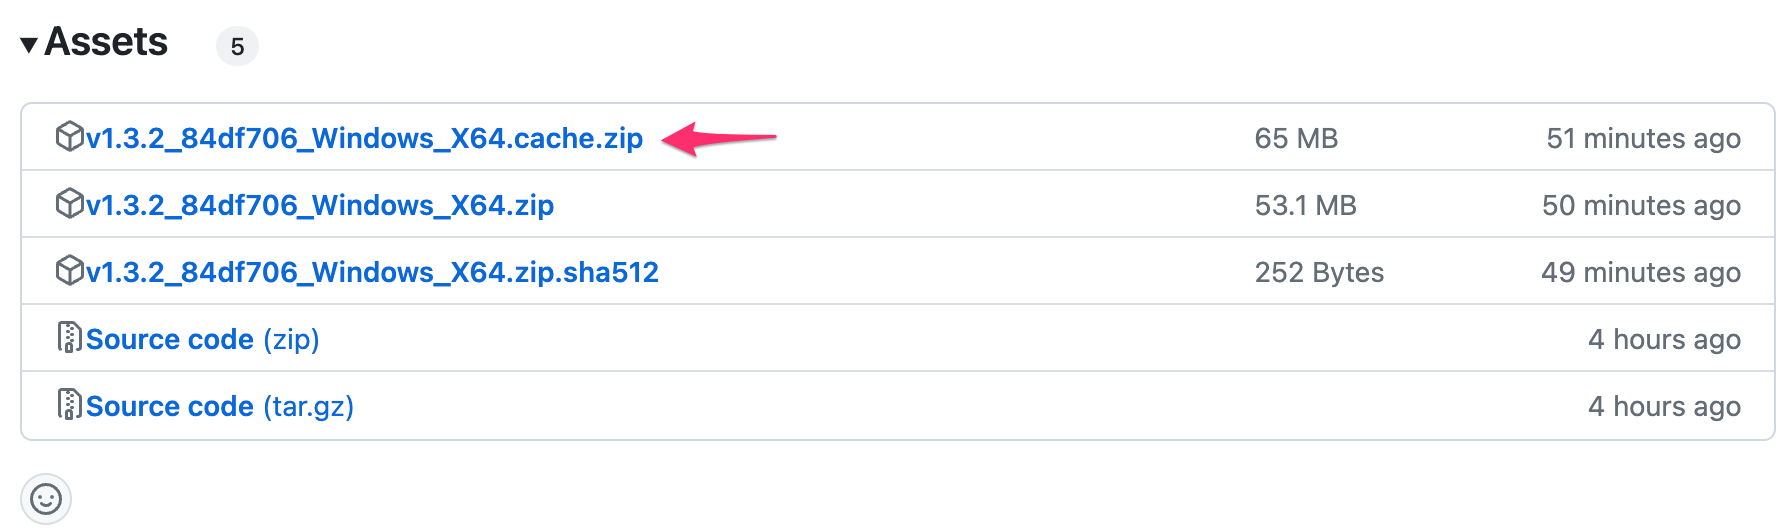 Assets 5
v1.3.2_84df706_Windows_X64.cache.zip 65 MB 51 minutes ago
v1.3.2_84df706_Windows_X64.zip 53.1 MB 50 minutes ago
v1.3.2_84df706_Windows_X64.zip.sha512 252 Bytes 49 minutes ago
Source code (zip) 4 hours ago
Source code (tar.gz) 4 hours ago